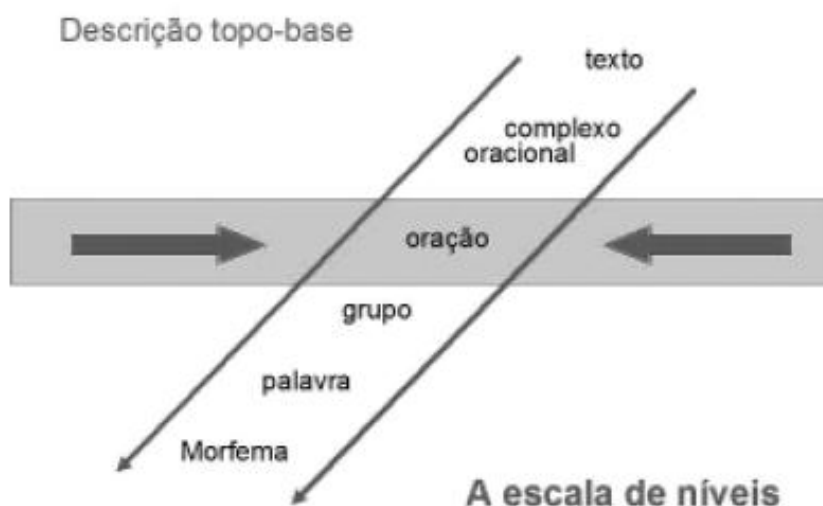 Descrição topo-base
texto
complexo
oracional
oração
grupo
palavra
Morfema
A escala de níveis